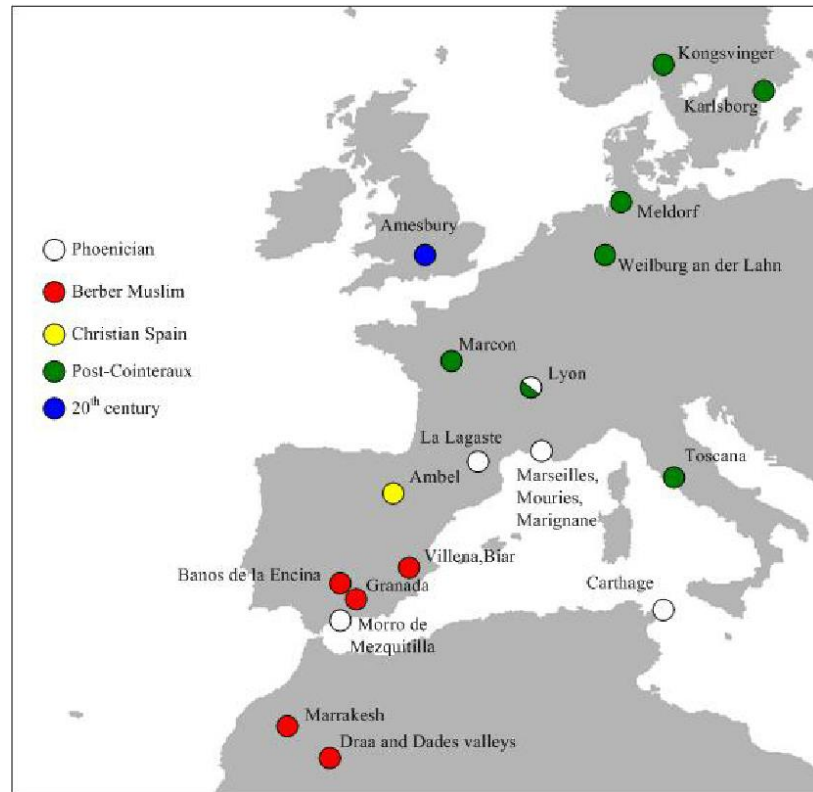 Kongsvinger
Karlsborg
Meldorf
Amesbury
Weilburg an der Lahn
Phoenician
Berber Muslim
Christian Spain
Post-Cointeraux
20th century
Marcon
Lyon
La Lagaste
Ambel
Marseilles,
Mouries,
Marignane
Toscana
Villena,Biar
Banos de la Encina
Granada
Carthage
Morro de
Mezquitilla
Marrakesh
Draa and Dades valleys